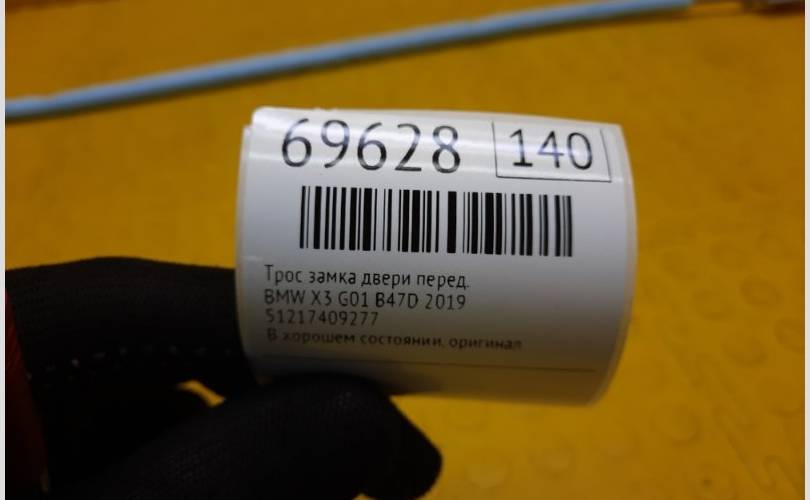 69628 140
Трос замка двери перед.
BMW X3 G01 B47D 2019
51217409277
В хорошем состоянии, оригинал